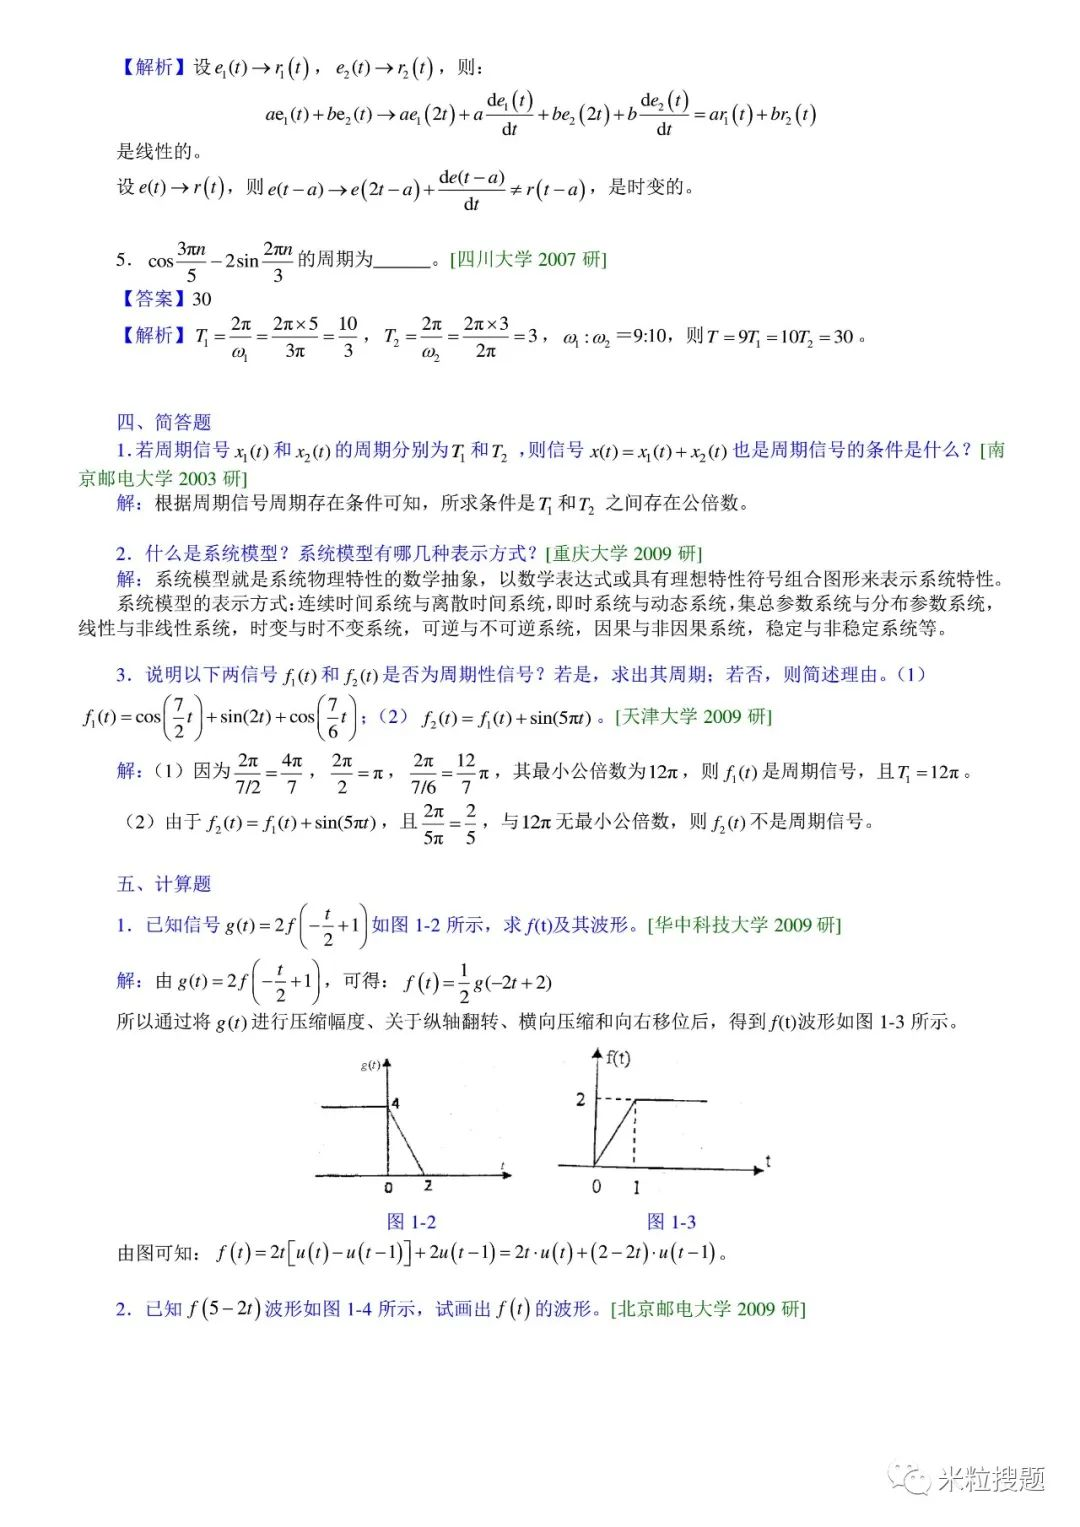 【解析】设 e₁(t)→r₁(t)，e₂(t)→r₂(t)，则：
ae₁(t)+be₂(t)→ae₁(2t)+a de₁(t)/dt+be₂(2t)+b de₂(t)/dt=ar₁(t)+br₂(t)
是线性的。
设 e(t)→r(t)，则 e(t−a)→e(2t−a)+de(t−a)/dt≠r(t−a)，是时变的。
5．cos 3πn/5−2sin 2πn/3 的周期为______。[四川大学 2007 研]
【答案】30
【解析】T₁=2π/ω₁=2π×5/3π=10/3，T₂=2π/ω₂=2π×3/2π=3，ω₁:ω₂=9:10，则 T=9T₁=10T₂=30。
四、简答题
1.若周期信号 x₁(t) 和 x₂(t) 的周期分别为 T₁ 和 T₂ ,则信号 x(t)=x₁(t)+x₂(t) 也是周期信号的条件是什么？[南
京邮电大学 2003 研]
解：根据周期信号周期存在条件可知，所求条件是 T₁ 和 T₂ 之间存在公倍数。
2．什么是系统模型？系统模型有哪几种表示方式？[重庆大学 2009 研]
解：系统模型就是系统物理特性的数学抽象，以数学表达式或具有理想特性符号组合图形来表示系统特性。
系统模型的表示方式：连续时间系统与离散时间系统，即时系统与动态系统，集总参数系统与分布参数系统，
线性与非线性系统，时变与时不变系统，可逆与不可逆系统，因果与非因果系统，稳定与非稳定系统等。
3．说明以下两信号 f₁(t) 和 f₂(t) 是否为周期性信号？若是，求出其周期；若否，则简述理由。（1）
f₁(t)=cos(7/2 t)+sin(2t)+cos(7/6 t)；（2） f₂(t)=f₁(t)+sin(5πt)。[天津大学 2009 研]
解：（1）因为 2π/7/2=4π/7，2π/2=π，2π/7/6=12/7 π，其最小公倍数为12π，则 f₁(t) 是周期信号，且 T₁=12π。
（2）由于 f₂(t)=f₁(t)+sin(5πt)，且 2π/5π=2/5，与12π 无最小公倍数，则 f₂(t) 不是周期信号。
五、计算题
1．已知信号 g(t)=2f(−t/2+1) 如图 1-2 所示，求 f(t)及其波形。[华中科技大学 2009 研]
解：由 g(t)=2f(−t/2+1)，可得：f(t)=1/2 g(−2t+2)
所以通过将 g(t) 进行压缩幅度、关于纵轴翻转、横向压缩和向右移位后，得到 f(t)波形如图 1-3 所示。
g(t) 4 t 0 2
f(t) 2 t 0 1
图 1-2 图 1-3
由图可知：f(t)=2t[u(t)−u(t−1)]+2u(t−1)=2t·u(t)+(2−2t)·u(t−1)。
2．已知 f(5−2t) 波形如图 1-4 所示，试画出 f(t) 的波形。[北京邮电大学 2009 研]
米粒搜题